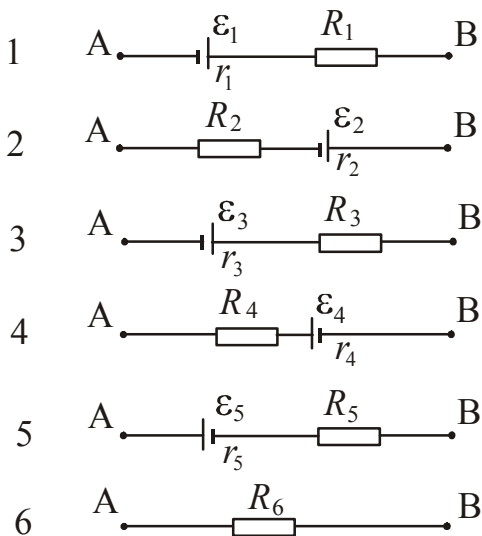 1 A ε₁ r₁ R₁ B
2 A R₂ ε₂ r₂ B
3 A ε₃ r₃ R₃ B
4 A R₄ ε₄ r₄ B
5 A ε₅ r₅ R₅ B
6 A R₆ B